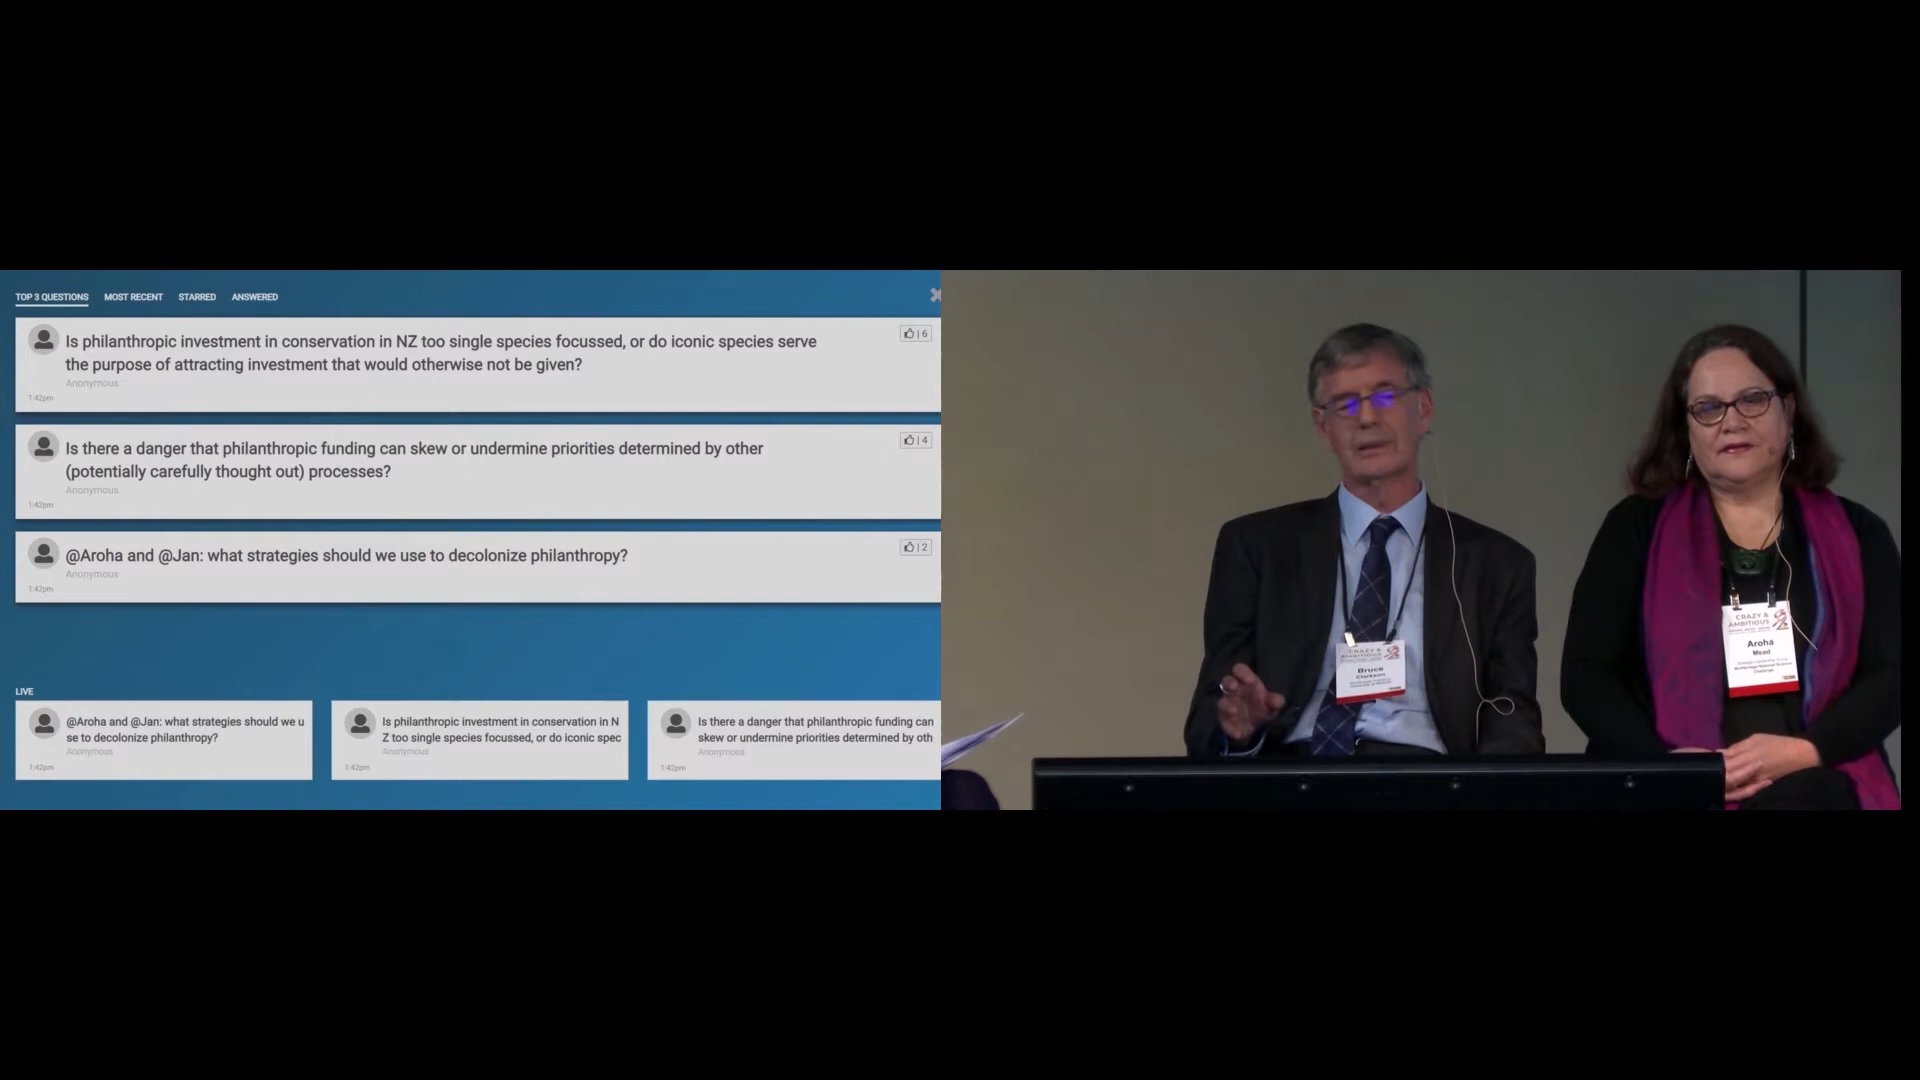 TOP 3 QUESTIONS MOST RECENT STARRED ANSWERED
Is philanthropic investment in conservation in NZ too single species focussed, or do iconic species serve
the purpose of attracting investment that would otherwise not be given?
Anonymous
1:42pm
6
Is there a danger that philanthropic funding can skew or undermine priorities determined by other
(potentially carefully thought out) processes?
Anonymous
1:42pm
4
@Aroha and @Jan: what strategies should we use to decolonize philanthropy?
Anonymous
1:42pm
2
LIVE
@Aroha and @Jan: what strategies should we u
se to decolonize philanthropy?
Anonymous
1:42pm
Is philanthropic investment in conservation in N
Z too single species focussed, or do iconic spec
Anonymous
1:42pm
Is there a danger that philanthropic funding can
skew or undermine priorities determined by oth
Anonymous
1:42pm
CRAZY &
AMBITIOUS
Bruce
Clarkson
CRAZY &
AMBITIOUS
Aroha
Mead